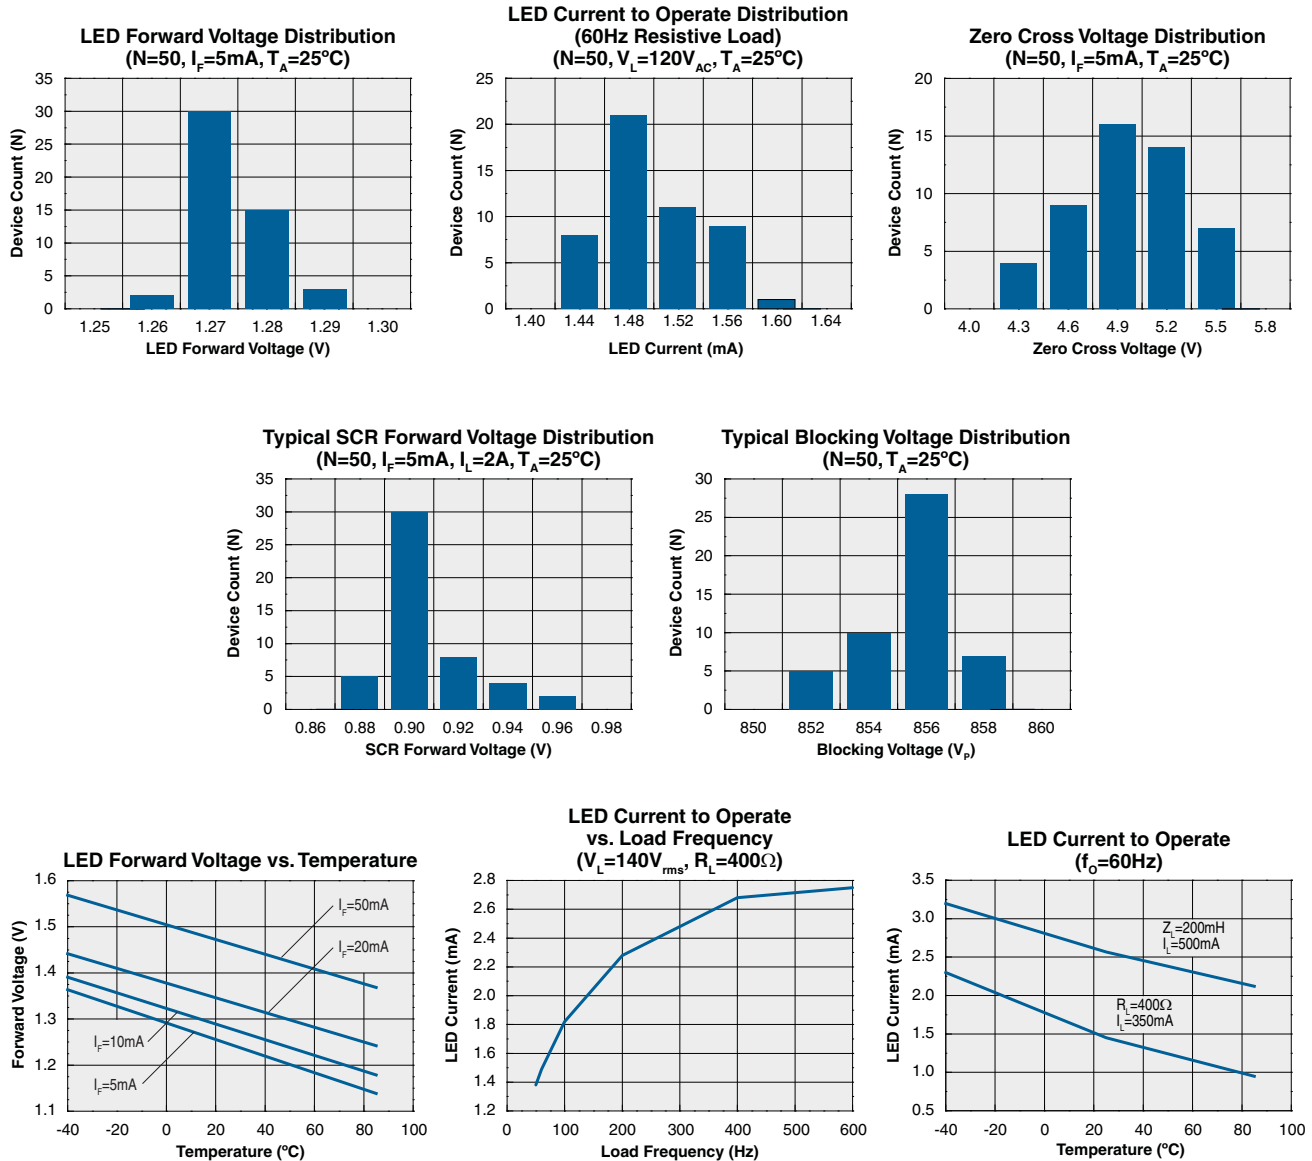 LED Forward Voltage Distribution
(N=50, IF=5mA, TA=25ºC)
Device Count (N)
35
30
25
20
15
10
5
0
1.25 1.26 1.27 1.28 1.29 1.30
LED Forward Voltage (V)
LED Current to Operate Distribution
(60Hz Resistive Load)
(N=50, VL=120VAC, TA=25ºC)
Device Count (N)
25
20
15
10
5
0
1.40 1.44 1.48 1.52 1.56 1.60 1.64
LED Current (mA)
Zero Cross Voltage Distribution
(N=50, IF=5mA, TA=25ºC)
Device Count (N)
20
15
10
5
0
4.0 4.3 4.6 4.9 5.2 5.5 5.8
Zero Cross Voltage (V)
Typical SCR Forward Voltage Distribution
(N=50, IF=5mA, IL=2A, TA=25ºC)
Device Count (N)
35
30
25
20
15
10
5
0
0.86 0.88 0.90 0.92 0.94 0.96 0.98
SCR Forward Voltage (V)
Typical Blocking Voltage Distribution
(N=50, TA=25ºC)
Device Count (N)
30
25
20
15
10
5
0
850 852 854 856 858 860
Blocking Voltage (VP)
LED Forward Voltage vs. Temperature
Forward Voltage (V)
1.6
1.5
1.4
1.3
1.2
1.1
IF=50mA
IF=20mA
IF=10mA
IF=5mA
-40 -20 0 20 40 60 80 100
Temperature (ºC)
LED Current to Operate
vs. Load Frequency
(VL=140Vrms, RL=400Ω)
LED Current (mA)
2.8
2.6
2.4
2.2
2.0
1.8
1.6
1.4
1.2
0 100 200 300 400 500 600
Load Frequency (Hz)
LED Current to Operate
(fO=60Hz)
LED Current (mA)
3.5
3.0
2.5
2.0
1.5
1.0
0.5
ZL=200mH
IL=500mA
RL=400Ω
IL=350mA
-40 -20 0 20 40 60 80 100
Temperature (ºC)